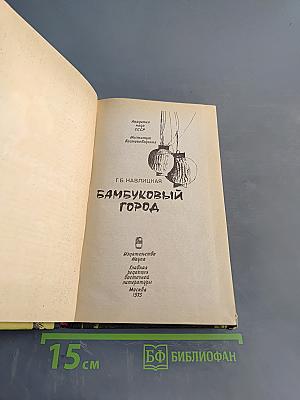 Академия
наук
СССР
Институт
Востоковедения
Г.Б. НАВЛИЦКАЯ
БАМБУКОВЫЙ
ГОРОД
Издательство
Наука
Главная
редакция
восточной
литературы
Москва
1975
15 см
БФ БИБЛИОФАН